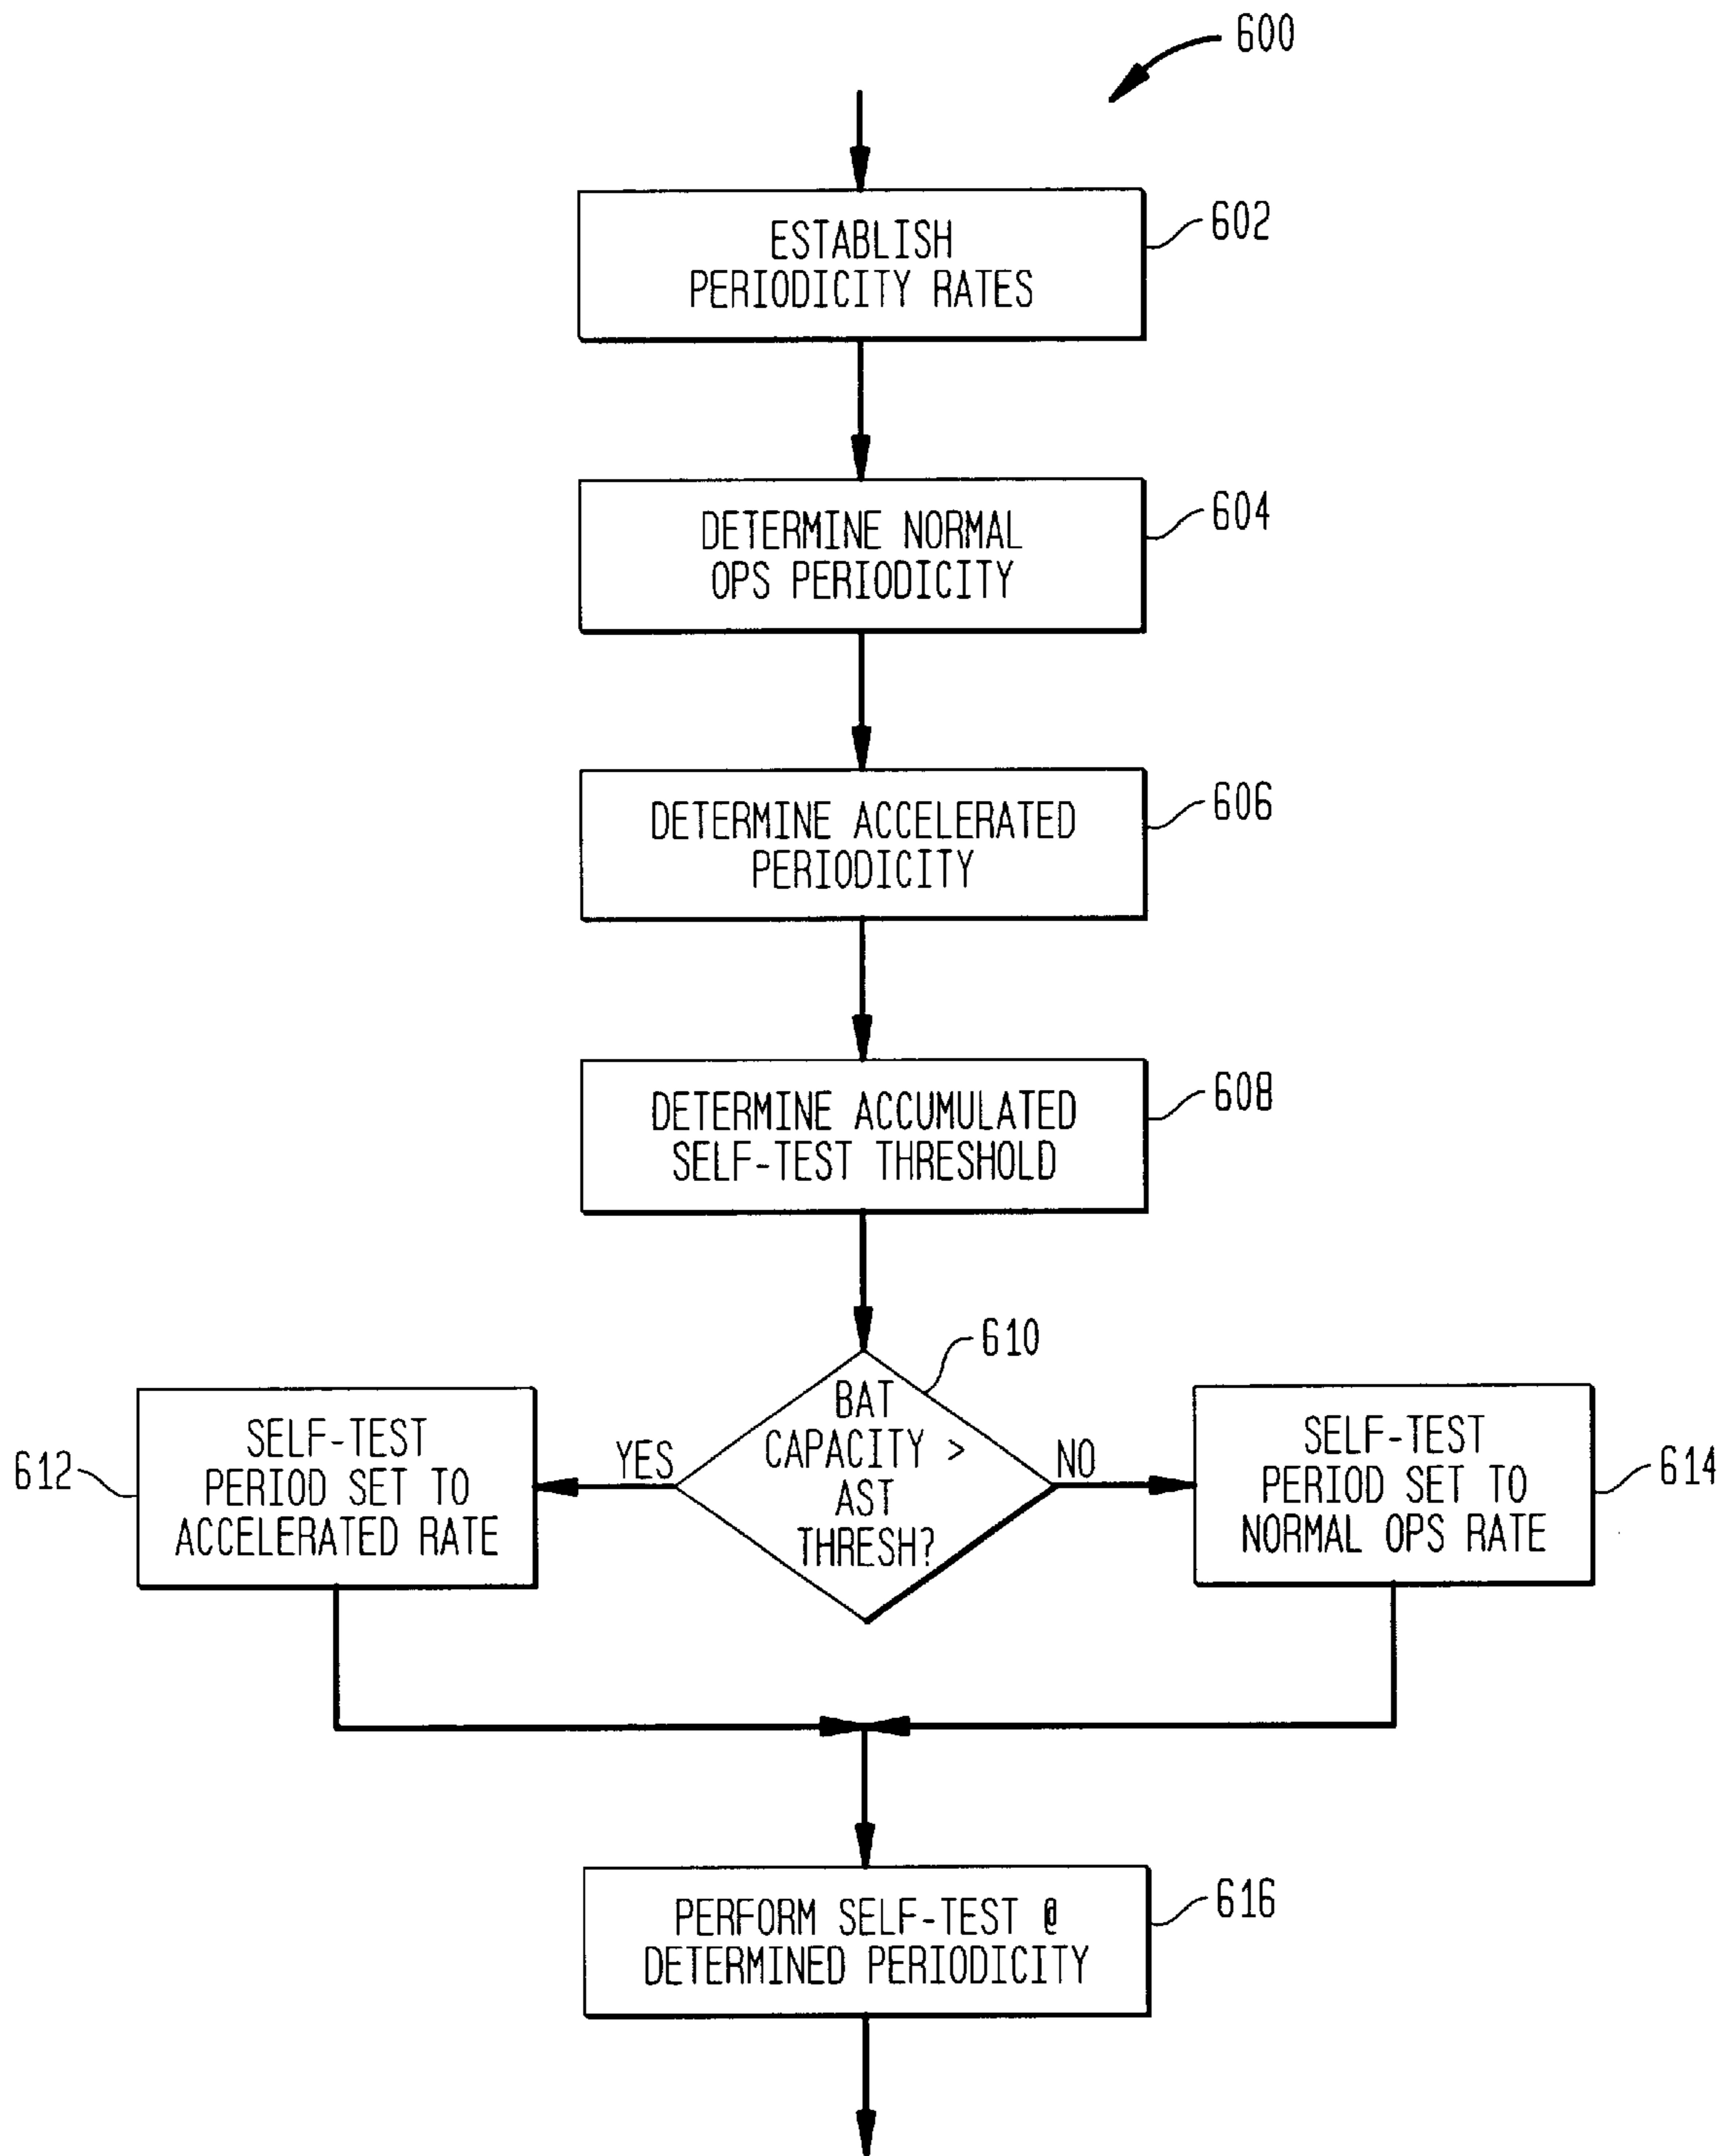 600
ESTABLISH
PERIODICITY RATES
602
DETERMINE NORMAL
OPS PERIODICITY
604
DETERMINE ACCELERATED
PERIODICITY
606
DETERMINE ACCUMULATED
SELF-TEST THRESHOLD
608
610
BAT
CAPACITY >
AST
THRESH?
YES
NO
612
SELF-TEST
PERIOD SET TO
ACCELERATED RATE
SELF-TEST
PERIOD SET TO
NORMAL OPS RATE
614
PERFORM SELF-TEST @
DETERMINED PERIODICITY
616